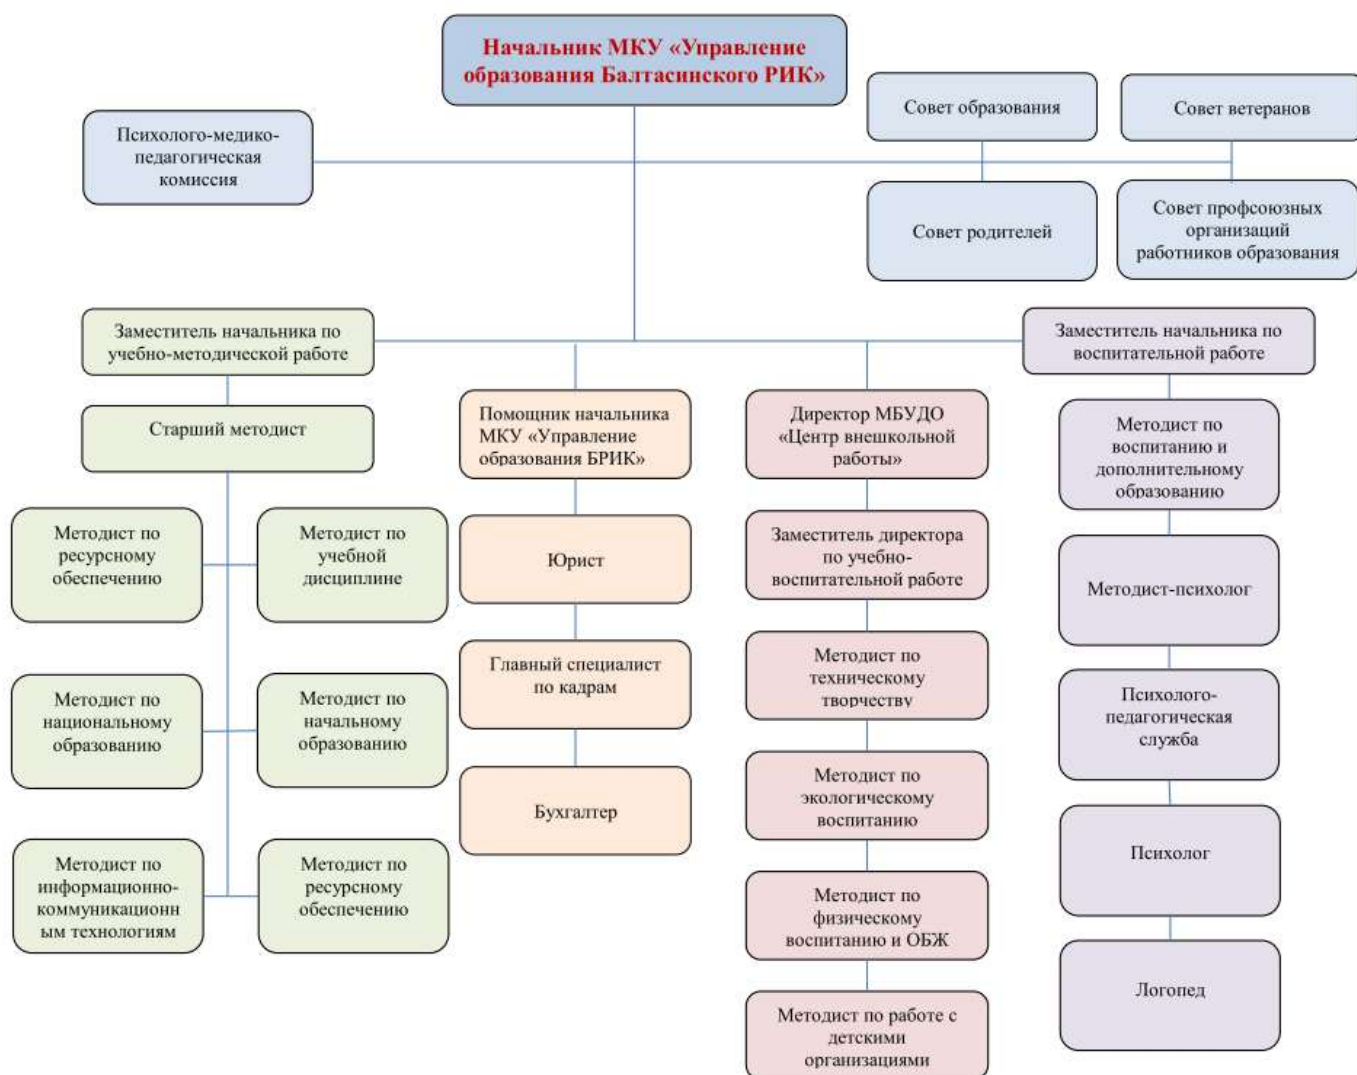 Начальник МКУ «Управление
образования Балтасинского РИК»
Психолого-медико-
педагогическая
комиссия
Совет образования
Совет ветеранов
Совет родителей
Совет профсоюзных
организаций
работников образования
Заместитель начальника по
учебно-методической работе
Старший методист
Методист по
ресурсному
обеспечению
Методист по
учебной
дисциплине
Методист по
национальному
образованию
Методист по
начальному
образованию
Методист по
информационно-
коммуникационн
ым технологиям
Методист по
ресурсному
обеспечению
Помощник начальника
МКУ «Управление
образования БРИК»
Юрист
Главный специалист
по кадрам
Бухгалтер
Директор МБУДО
«Центр внешкольной
работы»
Заместитель директора
по учебно-
воспитательной работе
Методист по
техническому
творчеству
Методист по
экологическому
воспитанию
Методист по
физическому
воспитанию и ОБЖ
Методист по работе с
детскими
организациями
Заместитель начальника по
воспитательной работе
Методист по
воспитанию и
дополнительному
образованию
Методист-психолог
Психолого-
педагогическая
служба
Психолог
Логопед